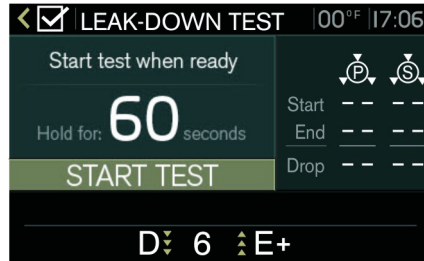 LEAK-DOWN TEST 00°F 17:06
Start test when ready
P S
Hold for: 60 seconds
Start -- --
End -- --
START TEST
Drop -- --
D 6 E+